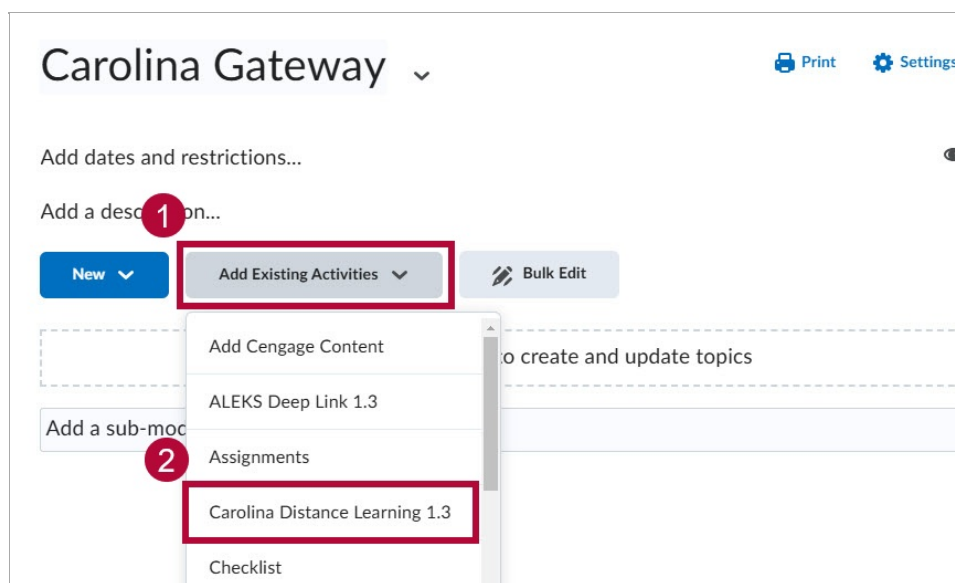 Carolina Gateway
Print
Settings
Add dates and restrictions...
1
Add a desc on...
New
Add Existing Activities
Bulk Edit
Add Cengage Content
to create and update topics
ALEKS Deep Link 1.3
Add a sub-mod
Assignments
2
Carolina Distance Learning 1.3
Checklist